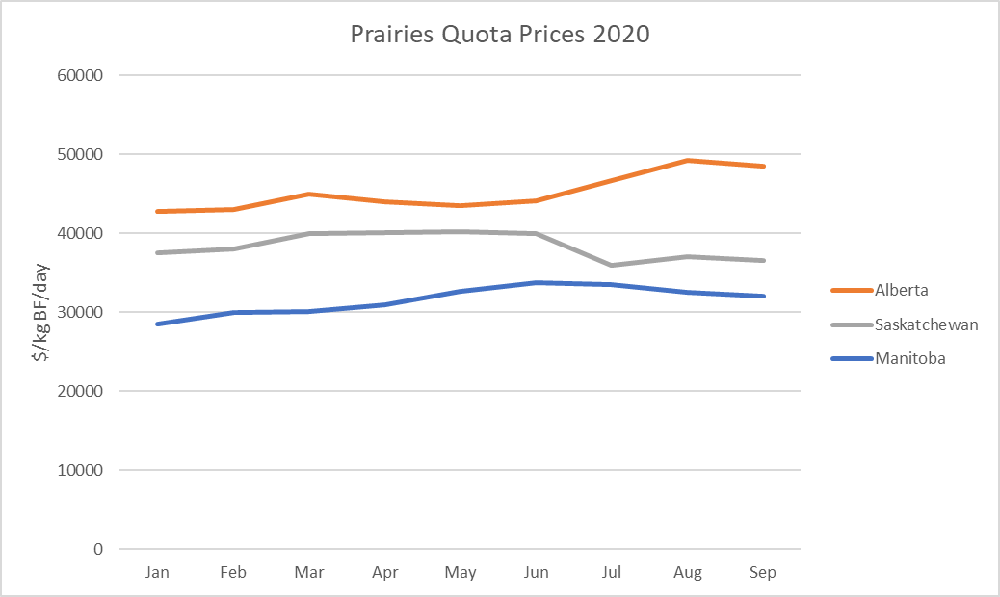 Prairies Quota Prices 2020
60000
50000
40000
30000
20000
10000
0
$/kg BF/day
Jan Feb Mar Apr May Jun Jul Aug Sep
Alberta
Saskatchewan
Manitoba